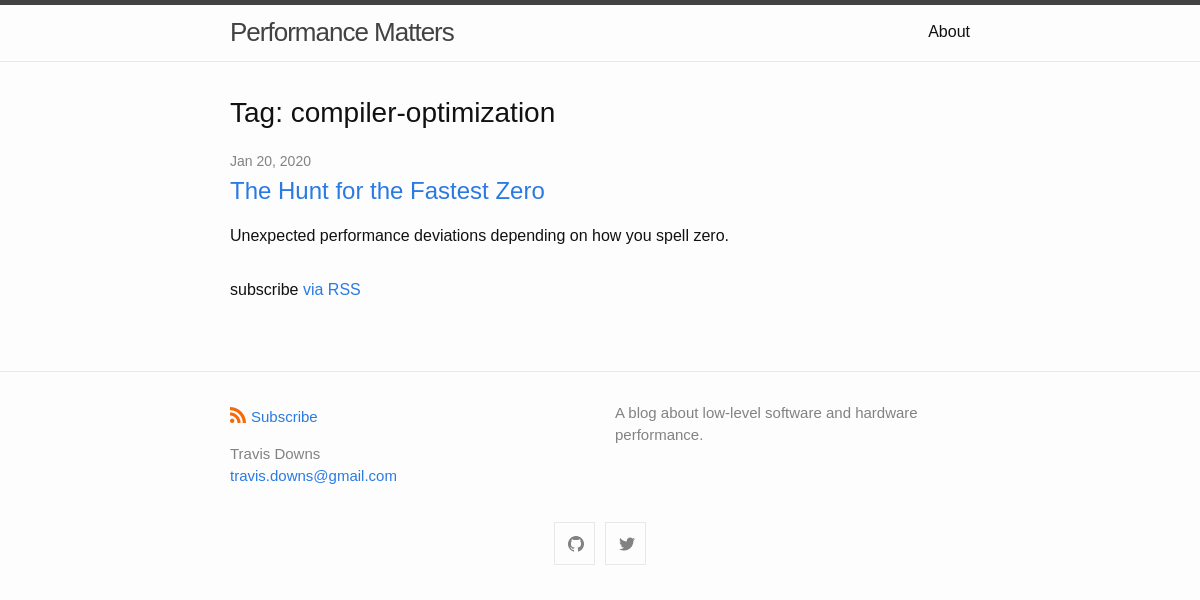 Performance Matters
About
Tag: compiler-optimization
Jan 20, 2020
The Hunt for the Fastest Zero
Unexpected performance deviations depending on how you spell zero.
subscribe via RSS
Subscribe
Travis Downs
travis.downs@gmail.com
A blog about low-level software and hardware
performance.